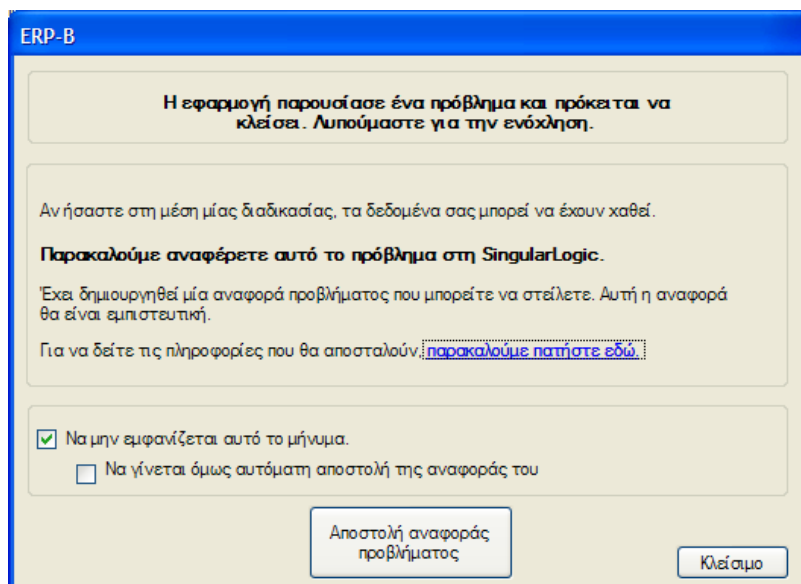 ERP-B
Η εφαρμογή παρουσίασε ένα πρόβλημα και πρόκειται να
κλείσει. Λυπούμαστε για την ενόχληση.
Αν ήσαστε στη μέση μίας διαδικασίας, τα δεδομένα σας μπορεί να έχουν χαθεί.
Παρακαλούμε αναφέρετε αυτό το πρόβλημα στη SingularLogic.
Έχει δημιουργηθεί μία αναφορά προβλήματος που μπορείτε να στείλετε. Αυτή η αναφορά
θα είναι εμπιστευτική.
Για να δείτε τις πληροφορίες που θα αποσταλούν, παρακαλούμε πατήστε εδώ.
Να μην εμφανίζεται αυτό το μήνυμα.
Να γίνεται όμως αυτόματη αποστολή της αναφοράς του
Αποστολή αναφοράς
προβλήματος
Κλείσιμο